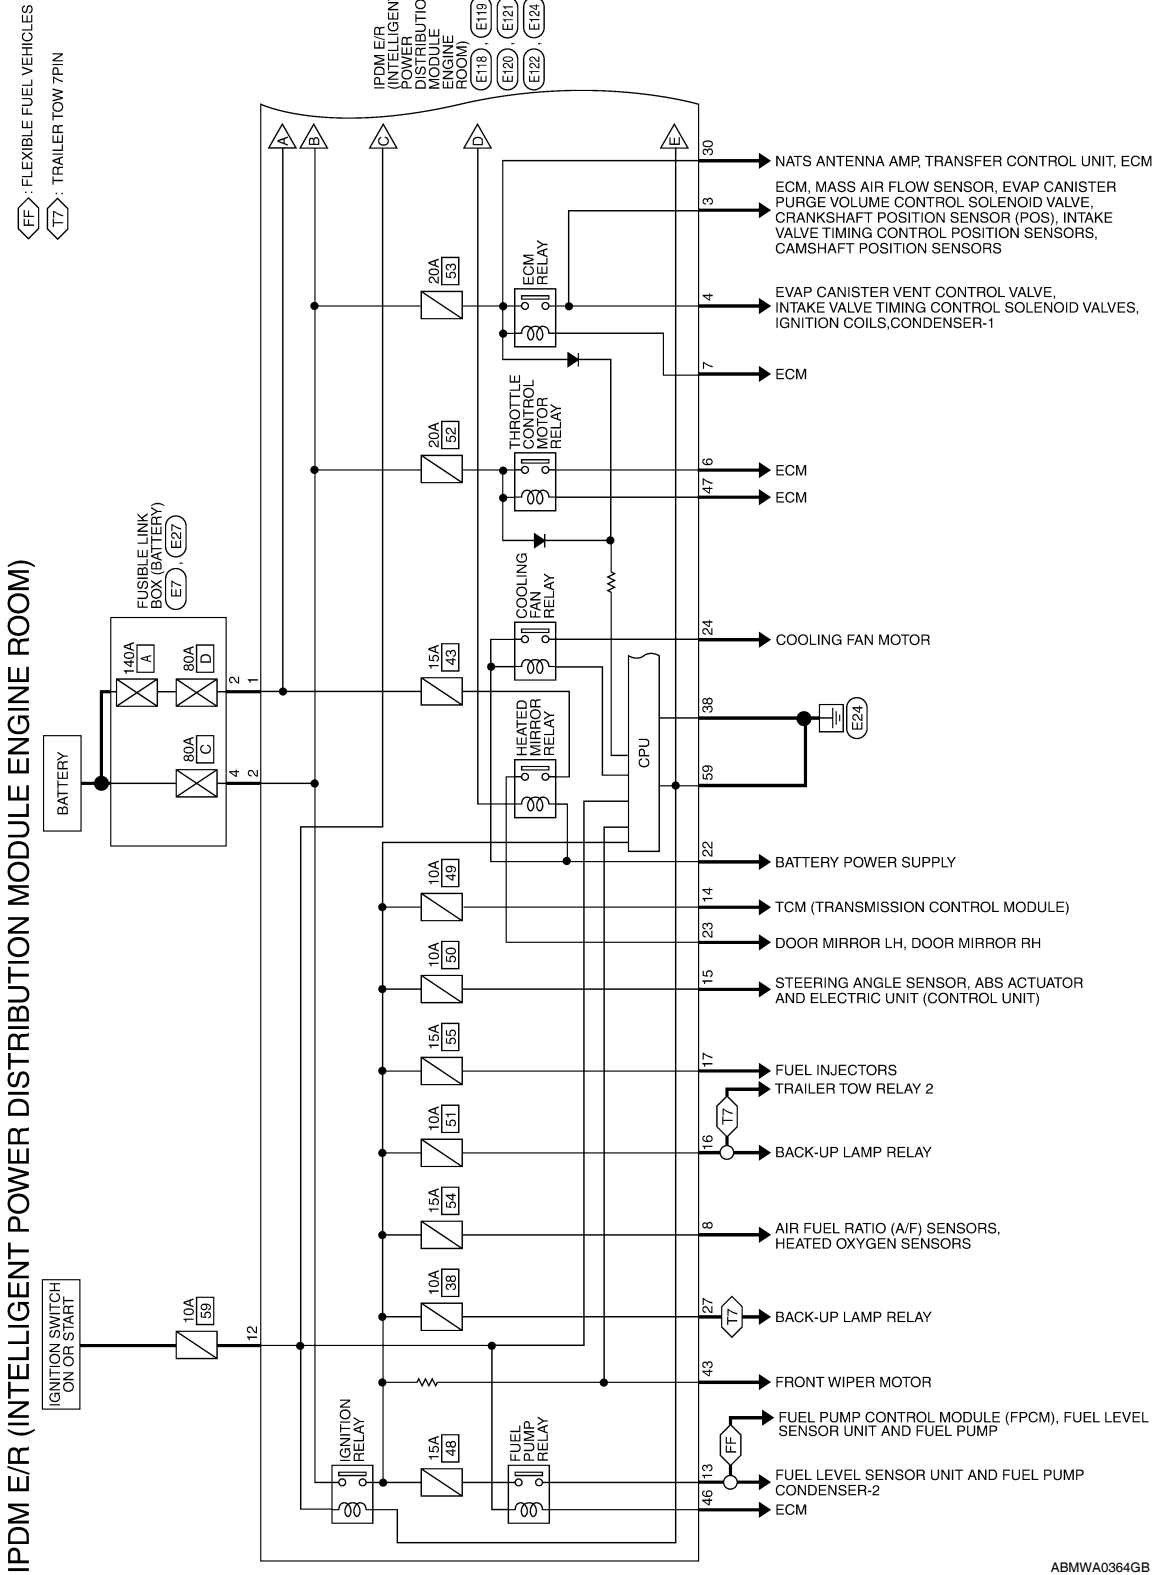 IPDM E/R (INTELLIGENT POWER DISTRIBUTION MODULE ENGINE ROOM)
FF : FLEXIBLE FUEL VEHICLES
T7 : TRAILER TOW 7PIN
BATTERY
IGNITION SWITCH
ON OR START
FUSIBLE LINK
BOX (BATTERY)
E7 , E27
140A
A
80A
D
80A
C
2
1
4
2
10A
59
12
IPDM E/R
(INTELLIGENT
POWER
DISTRIBUTION
MODULE
ENGINE
ROOM)
E118 , E119
E120 , E121
E122 , E124
A
B
C
D
E
20A
53
ECM
RELAY
20A
52
THROTTLE
CONTROL
MOTOR
RELAY
COOLING
FAN
RELAY
15A
43
HEATED
MIRROR
RELAY
CPU
10A
49
10A
50
15A
55
10A
51
15A
54
10A
38
IGNITION
RELAY
15A
48
FUEL
PUMP
RELAY
30
NATS ANTENNA AMP, TRANSFER CONTROL UNIT, ECM
3
ECM, MASS AIR FLOW SENSOR, EVAP CANISTER
PURGE VOLUME CONTROL SOLENOID VALVE,
CRANKSHAFT POSITION SENSOR (POS), INTAKE
VALVE TIMING CONTROL POSITION SENSORS,
CAMSHAFT POSITION SENSORS
4
EVAP CANISTER VENT CONTROL VALVE,
INTAKE VALVE TIMING CONTROL SOLENOID VALVES,
IGNITION COILS,CONDENSER-1
7
ECM
6
ECM
47
ECM
24
COOLING FAN MOTOR
38
E24
59
22
BATTERY POWER SUPPLY
14
TCM (TRANSMISSION CONTROL MODULE)
23
DOOR MIRROR LH, DOOR MIRROR RH
15
STEERING ANGLE SENSOR, ABS ACTUATOR
AND ELECTRIC UNIT (CONTROL UNIT)
17
FUEL INJECTORS
T7
TRAILER TOW RELAY 2
16
BACK-UP LAMP RELAY
8
AIR FUEL RATIO (A/F) SENSORS,
HEATED OXYGEN SENSORS
27
T7
BACK-UP LAMP RELAY
43
FRONT WIPER MOTOR
FF
FUEL PUMP CONTROL MODULE (FPCM), FUEL LEVEL
SENSOR UNIT AND FUEL PUMP
13
FUEL LEVEL SENSOR UNIT AND FUEL PUMP
CONDENSER-2
46
ECM
ABMWA0364GB